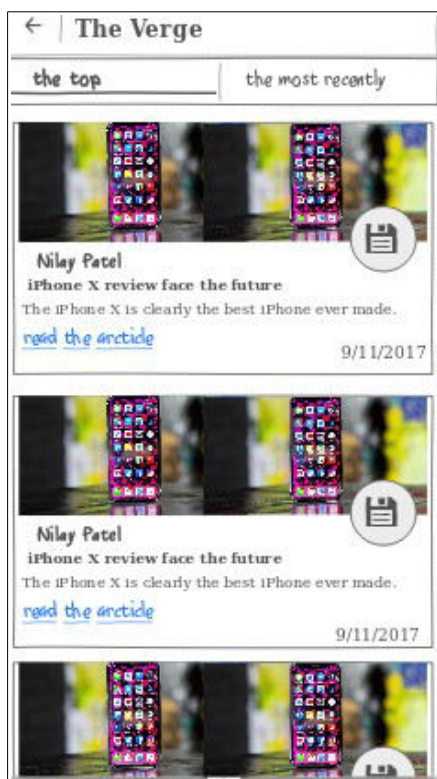 The Verge
the top
the most recently
Nilay Patel
iPhone X review face the future
The iPhone X is clearly the best iPhone ever made.
read the arcticle
9/11/2017
Nilay Patel
iPhone X review face the future
The iPhone X is clearly the best iPhone ever made.
read the arcticle
9/11/2017